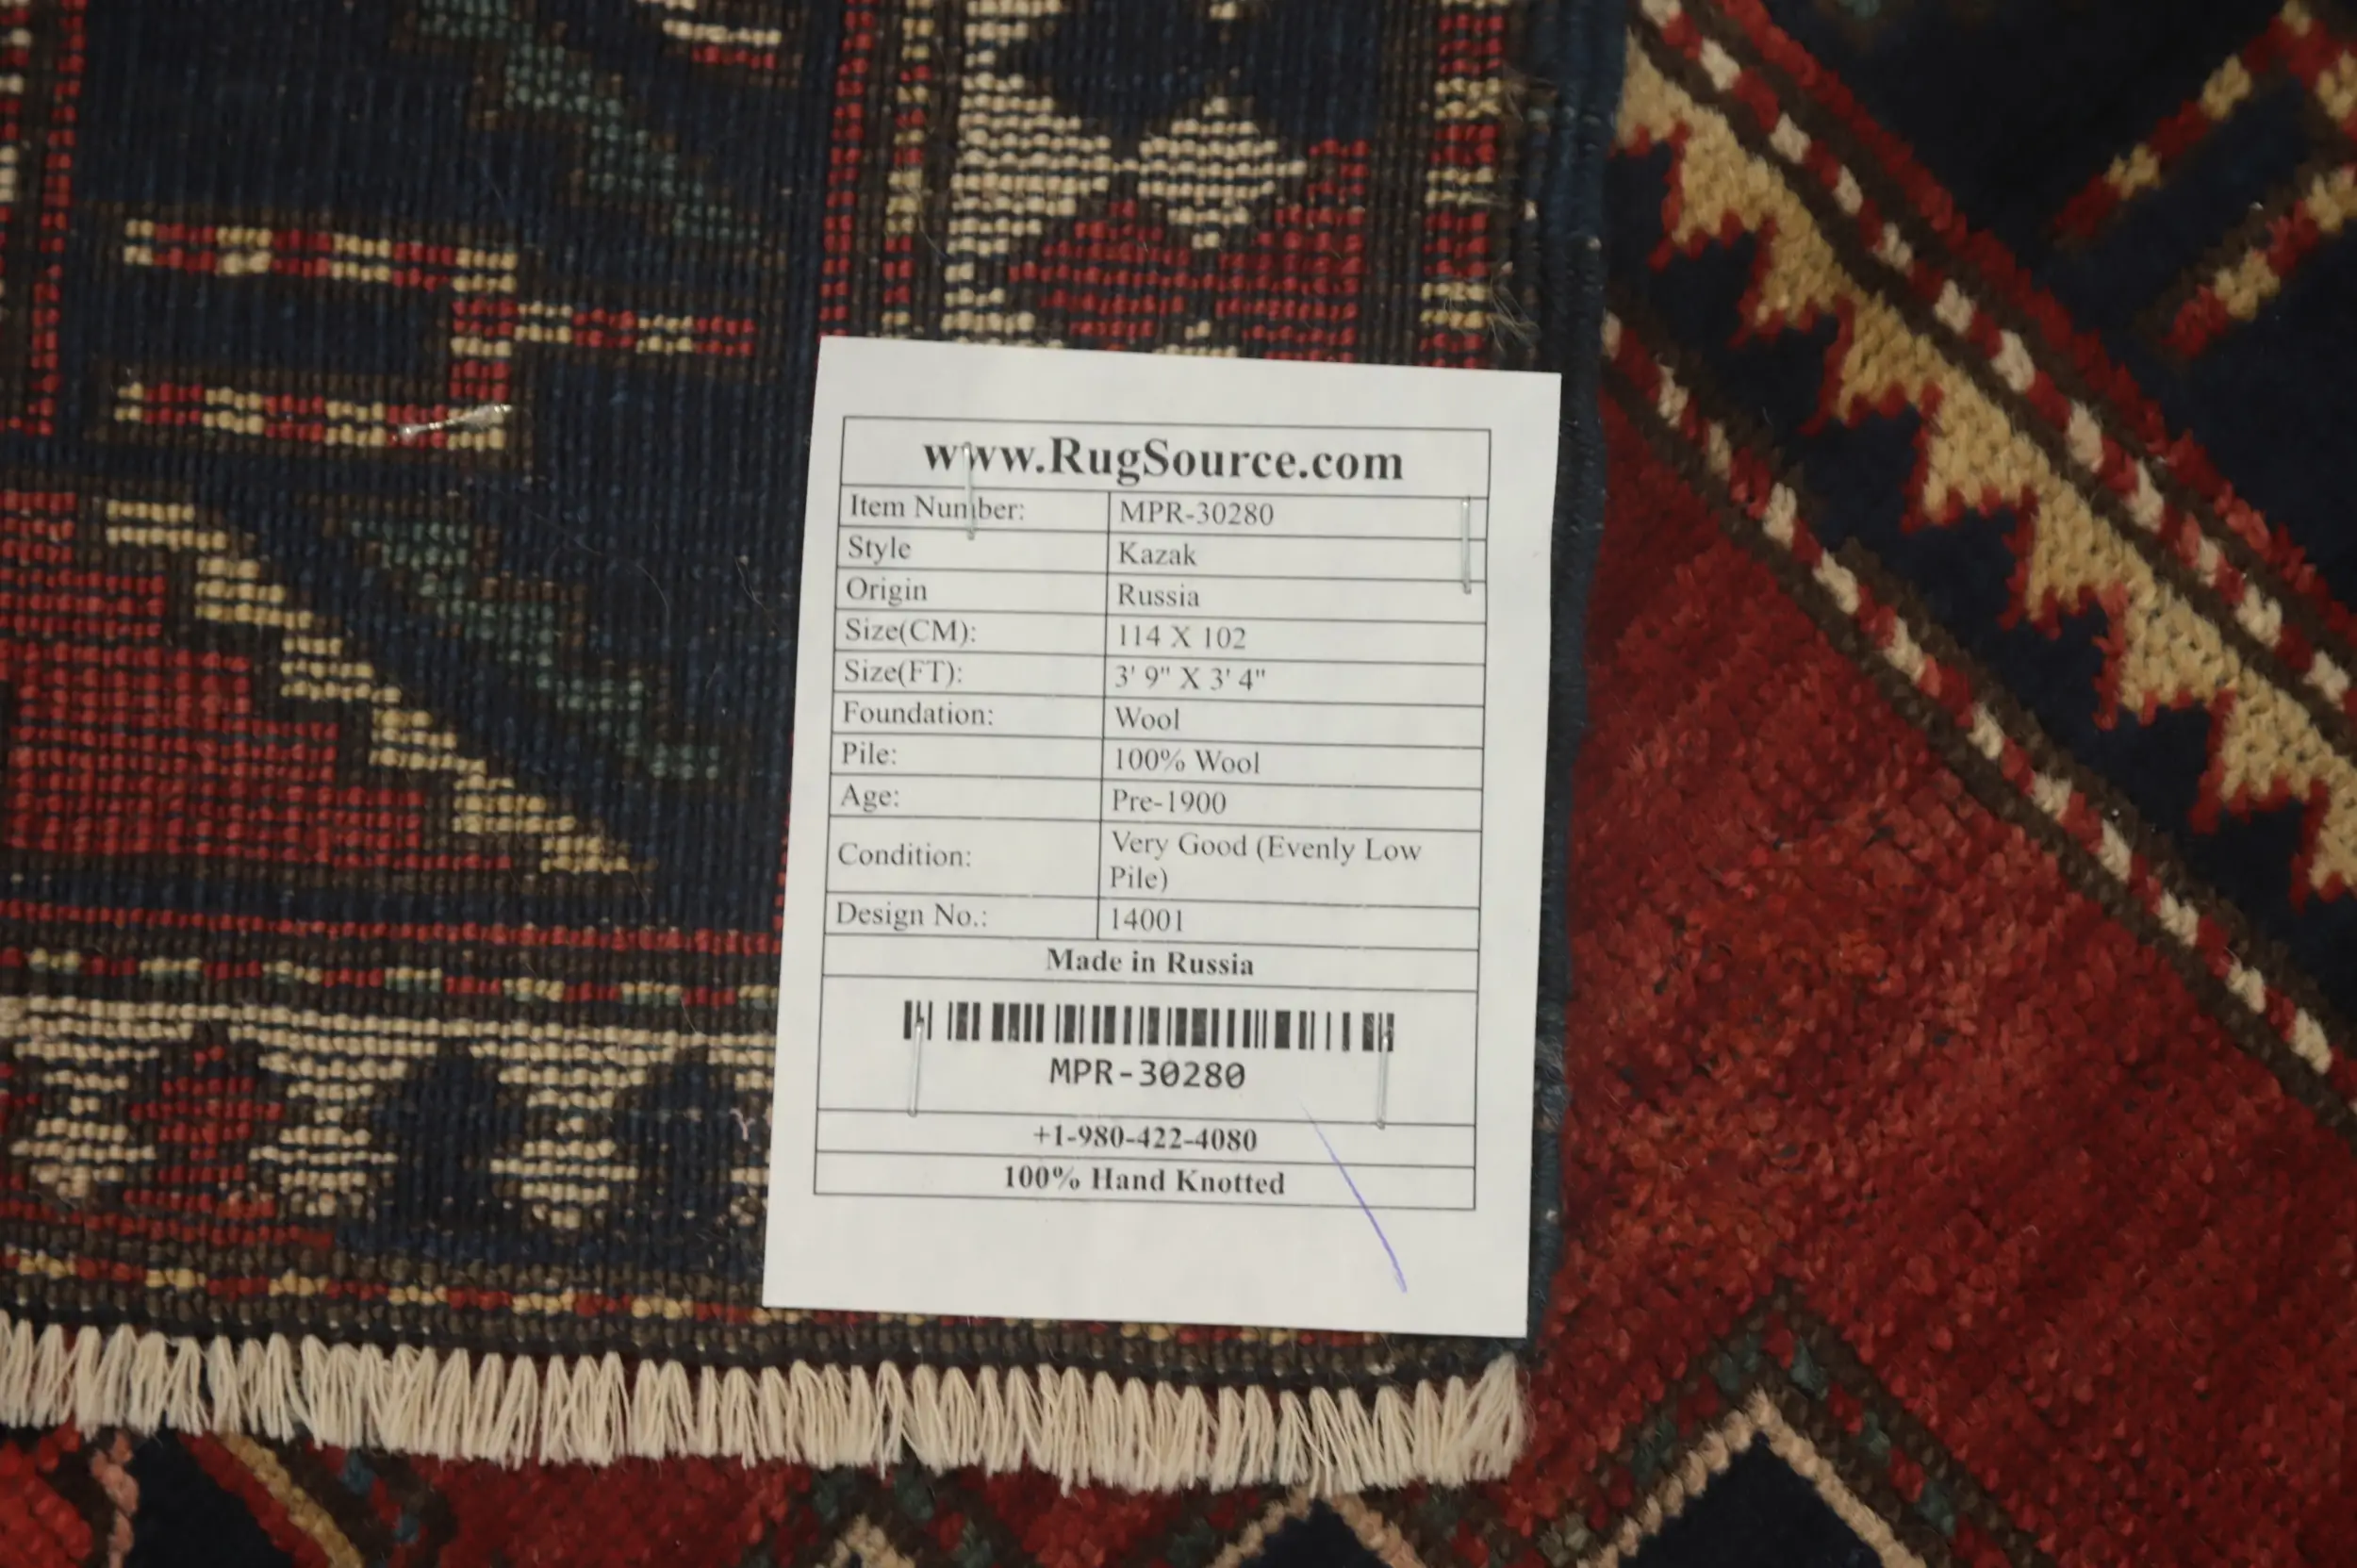 www.RugSource.com
Item Number: MPR-30280
Style Kazak
Origin Russia
Size(CM): 114 X 102
Size(FT): 3' 9" X 3' 4"
Foundation: Wool
Pile: 100% Wool
Age: Pre-1900
Condition: Very Good (Evenly Low
Pile)
Design No.: 14001
Made in Russia
MPR-30280
+1-980-422-4080
100% Hand Knotted